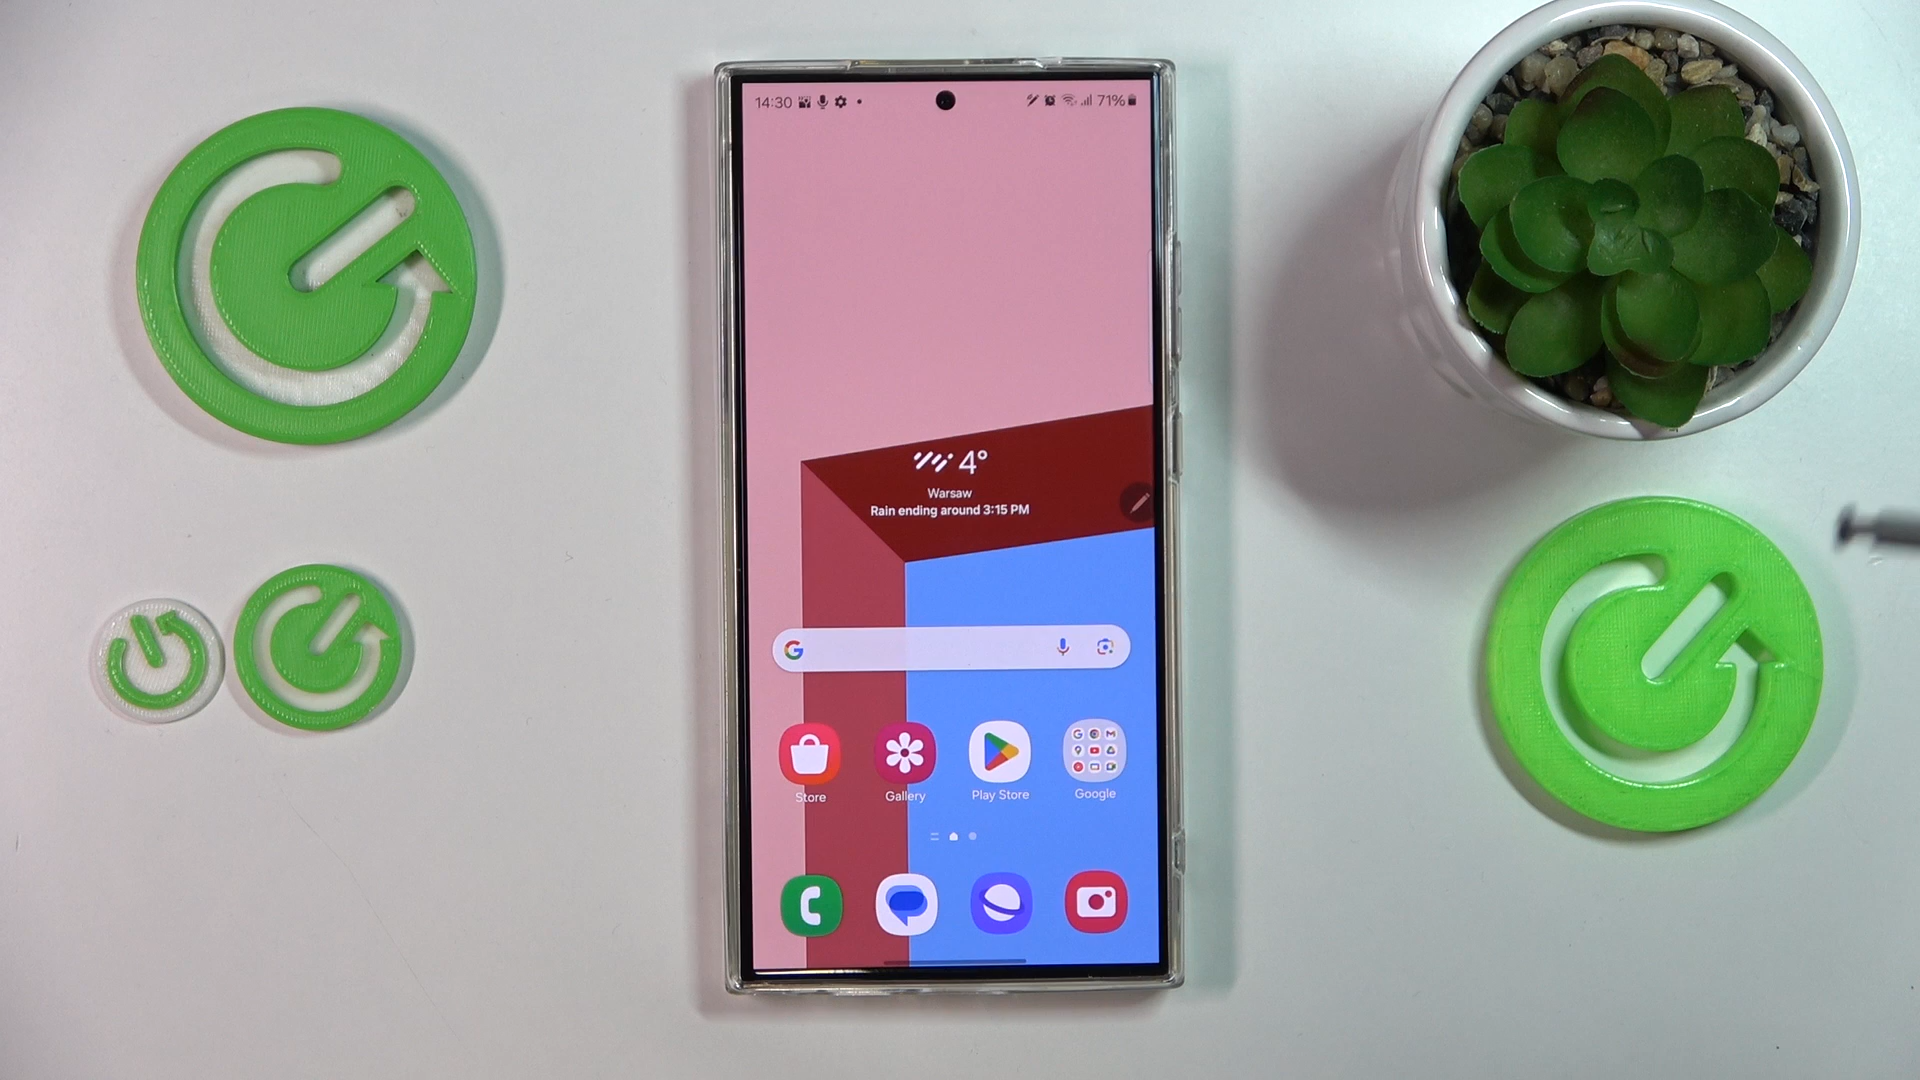 14:30
71%
4°
Warsaw
Rain ending around 3:15 PM
Store
Gallery
Play Store
Google